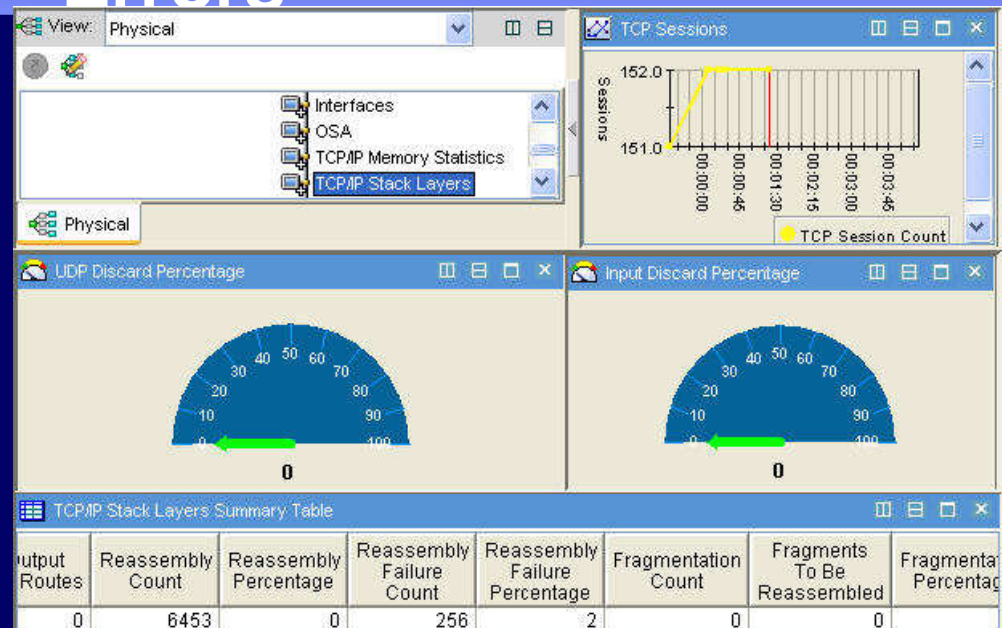 Errors
View: Physical
Interfaces
OSA
TCP/IP Memory Statistics
TCP/IP Stack Layers
Physical
TCP Sessions
Sessions
152.0
151.0
00:00:00
00:00:45
00:01:30
00:02:15
00:03:00
00:03:45
TCP Session Count
UDP Discard Percentage
0 10 20 30 40 50 60 70 80 90 100
0
Input Discard Percentage
0 10 20 30 40 50 60 70 80 90 100
0
TCP/IP Stack Layers Summary Table
Routes
Reassembly Count
Reassembly Percentage
Reassembly Failure Count
Reassembly Failure Percentage
Fragmentation Count
Fragments To Be Reassembled
0 6453 0 256 2 0 0